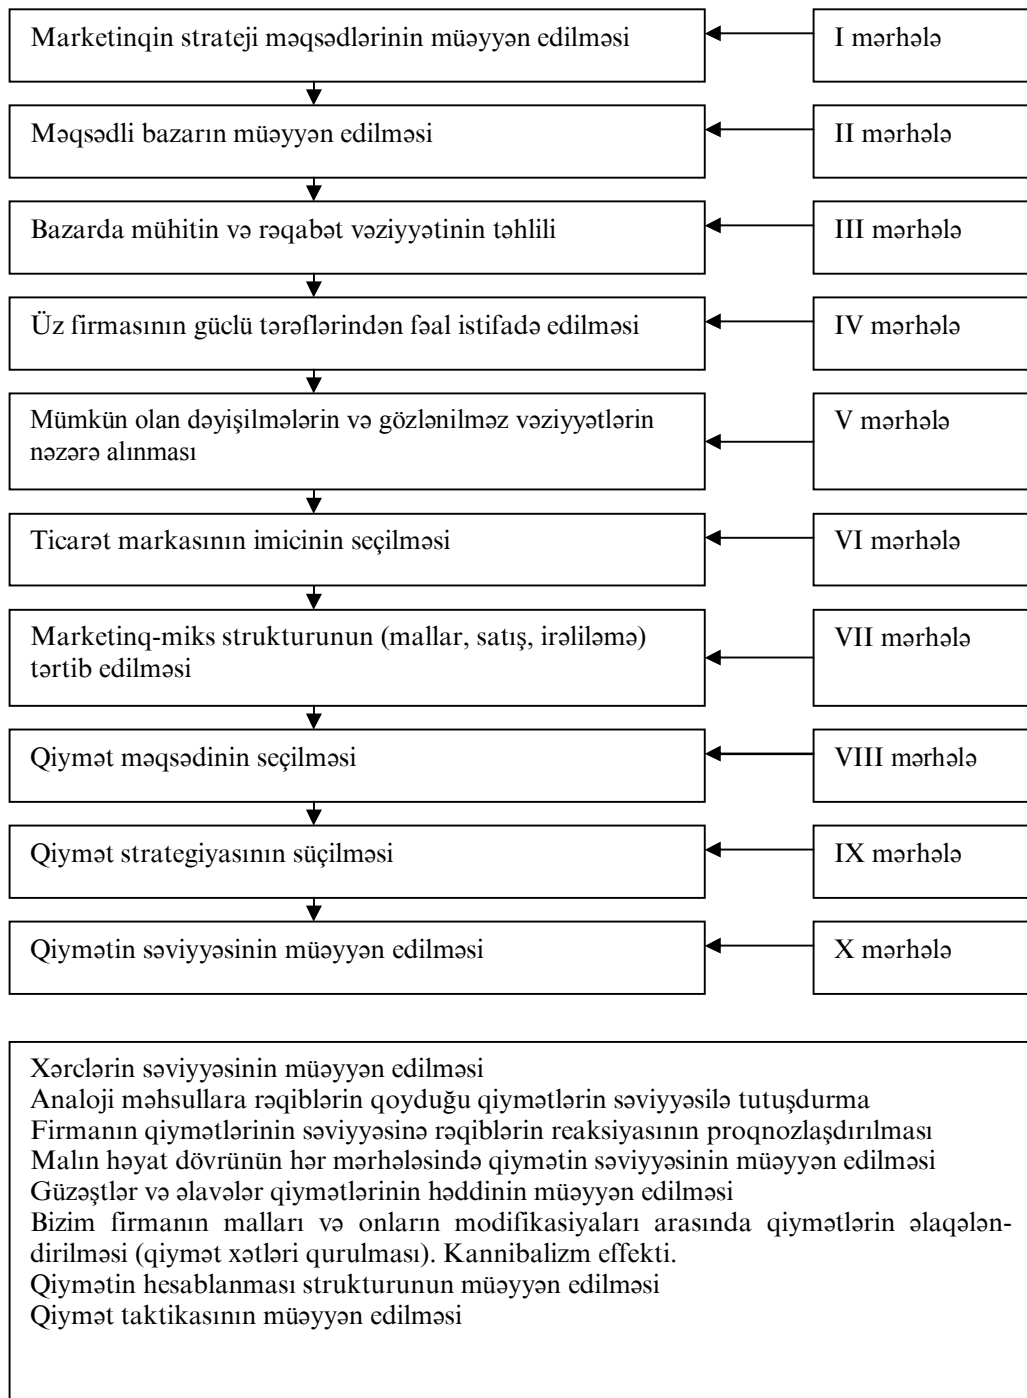 Marketinqin strateji məqsədlərinin müəyyən edilməsi
I mərhələ
Məqsədli bazarın müəyyən edilməsi
II mərhələ
Bazarda mühitin və rəqabət vəziyyətinin təhlili
III mərhələ
Üz firmasının güclü tərəflərindən fəal istifadə edilməsi
IV mərhələ
Mümkün olan dəyişilmələrin və gözlənilməz vəziyyətlərin
nəzərə alınması
V mərhələ
Ticarət markasının imicinin seçilməsi
VI mərhələ
Marketinq-miks strukturunun (mallar, satış, irəliləmə)
tərtib edilməsi
VII mərhələ
Qiymət məqsədinin seçilməsi
VIII mərhələ
Qiymət strategiyasının süçilməsi
IX mərhələ
Qiymətin səviyyəsinin müəyyən edilməsi
X mərhələ
Xərclərin səviyyəsinin müəyyən edilməsi
Analoji məhsullara rəqiblərin qoyduğu qiymətlərin səviyyəsilə tutuşdurma
Firmanın qiymətlərinin səviyyəsinə rəqiblərin reaksiyasının proqnozlaşdırılması
Malın həyat dövrünün hər mərhələsində qiymətin səviyyəsinin müəyyən edilməsi
Güzəştlər və əlavələr qiymətlərinin həddinin müəyyən edilməsi
Bizim firmanın malları və onların modifikasiyaları arasında qiymətlərin əlaqələn-
dirilməsi (qiymət xətləri qurulması). Kannibalizm effekti.
Qiymətin hesablanması strukturunun müəyyən edilməsi
Qiymət taktikasının müəyyən edilməsi